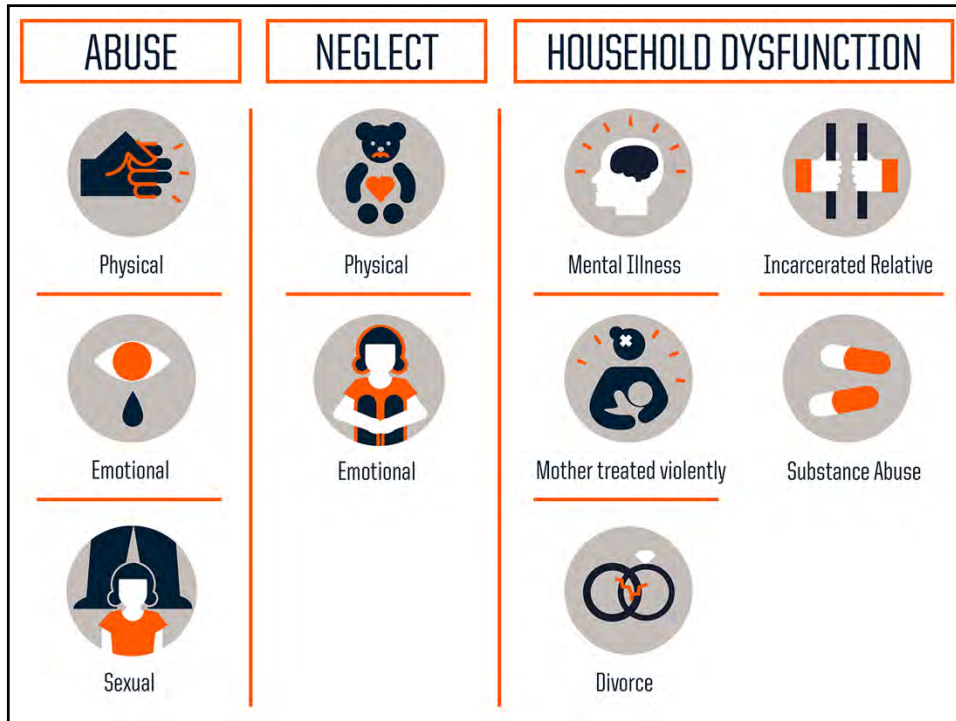 ABUSE
NEGLECT
HOUSEHOLD DYSFUNCTION
Physical
Physical
Mental Illness
Incarcerated Relative
Emotional
Emotional
Mother treated violently
Substance Abuse
Sexual
Divorce